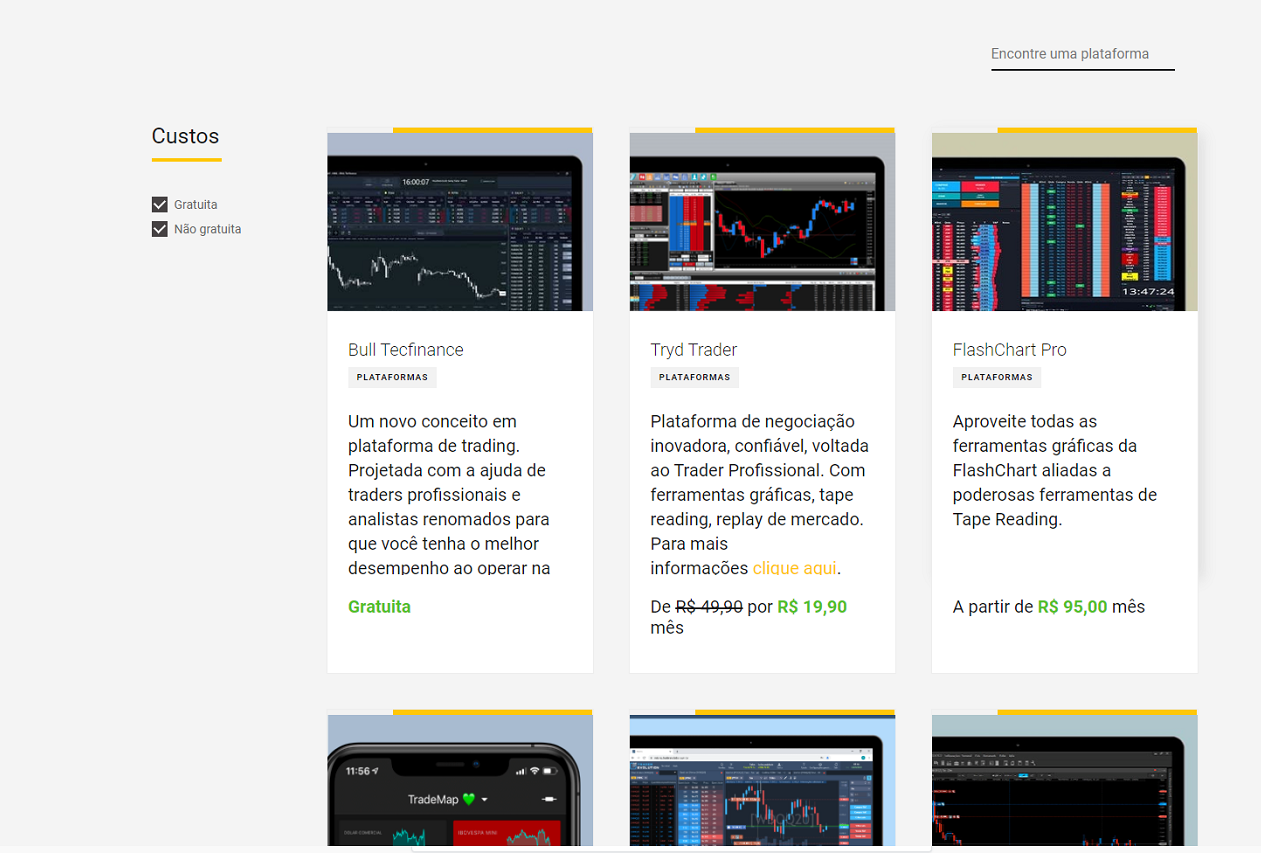 Encontre uma plataforma
Custos
Gratuita
Não gratuita
16:00:07
Bull Tecfinance
PLATAFORMAS
Um novo conceito em
plataforma de trading.
Projetada com a ajuda de
traders profissionais e
analistas renomados para
que você tenha o melhor
desempenho ao operar na
Gratuita
Tryd Trader
PLATAFORMAS
Plataforma de negociação
inovadora, confiável, voltada
ao Trader Profissional. Com
ferramentas gráficas, tape
reading, replay de mercado.
Para mais
informações clique aqui.
De R$ 49,90 por R$ 19,90
mês
13:47:24
FlashChart Pro
PLATAFORMAS
Aproveite todas as
ferramentas gráficas da
FlashChart aliadas a
poderosas ferramentas de
Tape Reading.
A partir de R$ 95,00 mês
11:56
TradeMap
DOLAR COMERCIAL
IBOVESPA MINI